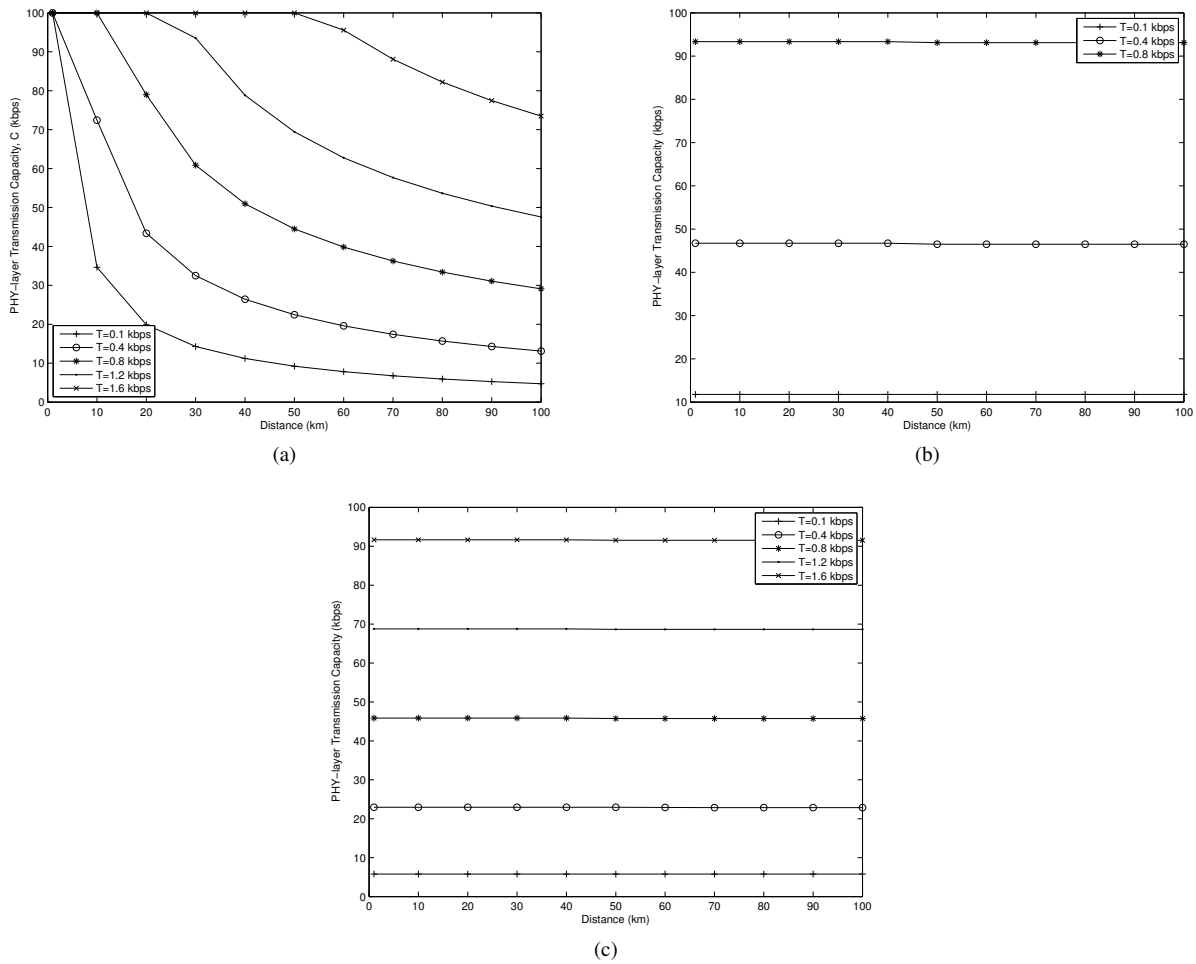 PHY-layer Transmission Capacity, C (kbps)
100
90
80
70
60
50
40
30
20
10
0
T=0.1 kbps
T=0.4 kbps
T=0.8 kbps
T=1.2 kbps
T=1.6 kbps
0 10 20 30 40 50 60 70 80 90 100
Distance (km)
(a)
PHY-layer Transmission Capacity (kbps)
100
90
80
70
60
50
40
30
20
10
T=0.1 kbps
T=0.4 kbps
T=0.8 kbps
0 10 20 30 40 50 60 70 80 90 100
Distance (km)
(b)
PHY-layer Transmission Capacity (kbps)
100
90
80
70
60
50
40
30
20
10
0
T=0.1 kbps
T=0.4 kbps
T=0.8 kbps
T=1.2 kbps
T=1.6 kbps
0 10 20 30 40 50 60 70 80 90 100
Distance (km)
(c)